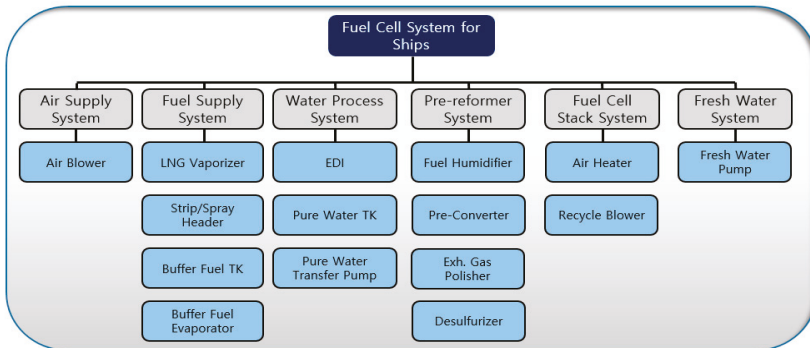 Fuel Cell System for
Ships
Air Supply
System
Fuel Supply
System
Water Process
System
Pre-reformer
System
Fuel Cell
Stack System
Fresh Water
System
Air Blower
LNG Vaporizer
EDI
Fuel Humidifier
Air Heater
Fresh Water
Pump
Strip/Spray
Header
Pure Water TK
Pre-Converter
Recycle Blower
Buffer Fuel TK
Pure Water
Transfer Pump
Exh. Gas
Polisher
Buffer Fuel
Evaporator
Desulfurizer